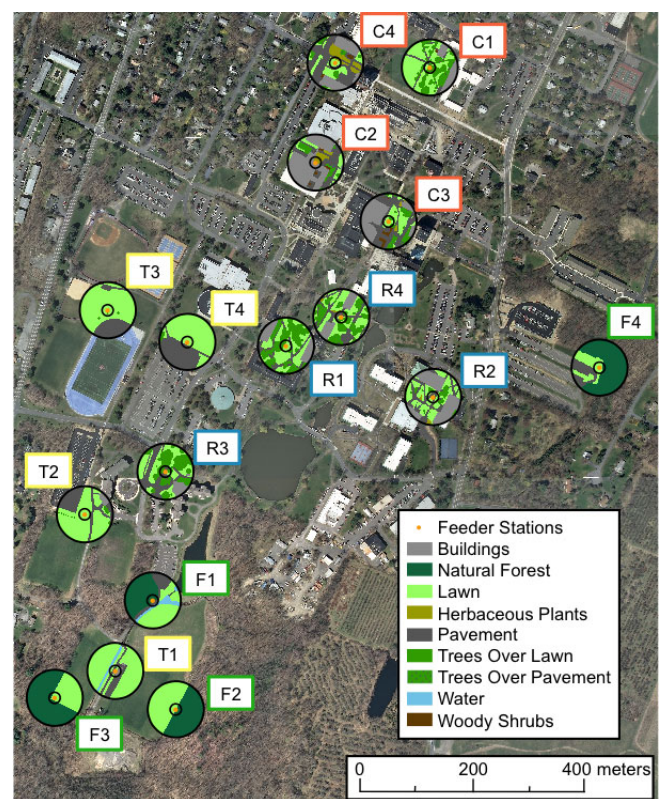 C4
C1
C2
C3
T3
T4
R4
F4
R1
R2
T2
R3
F1
T1
F2
F3
Feeder Stations
Buildings
Natural Forest
Lawn
Herbaceous Plants
Pavement
Trees Over Lawn
Trees Over Pavement
Water
Woody Shrubs
0 200 400 meters